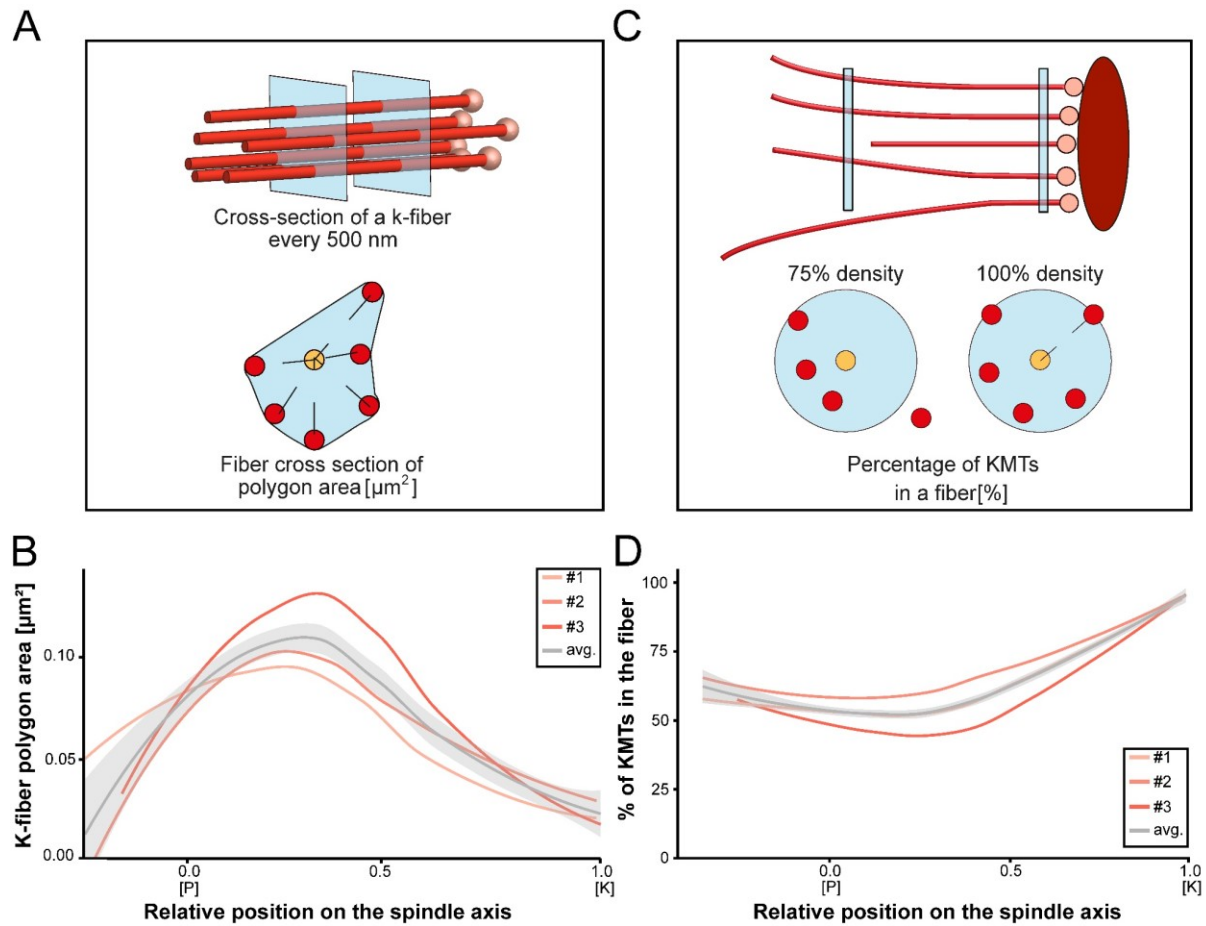 A
Cross-section of a k-fiber
every 500 nm
Fiber cross section of
polygon area [µm²]
C
75% density
100% density
Percentage of KMTs
in a fiber[%]
B
K-fiber polygon area [µm²]
0.10
0.05
0.00
#1
#2
#3
avg.
0.0
[P]
0.5
1.0
[K]
Relative position on the spindle axis
D
% of KMTs in the fiber
100
75
50
25
0
#1
#2
#3
avg.
0.0
[P]
0.5
1.0
[K]
Relative position on the spindle axis